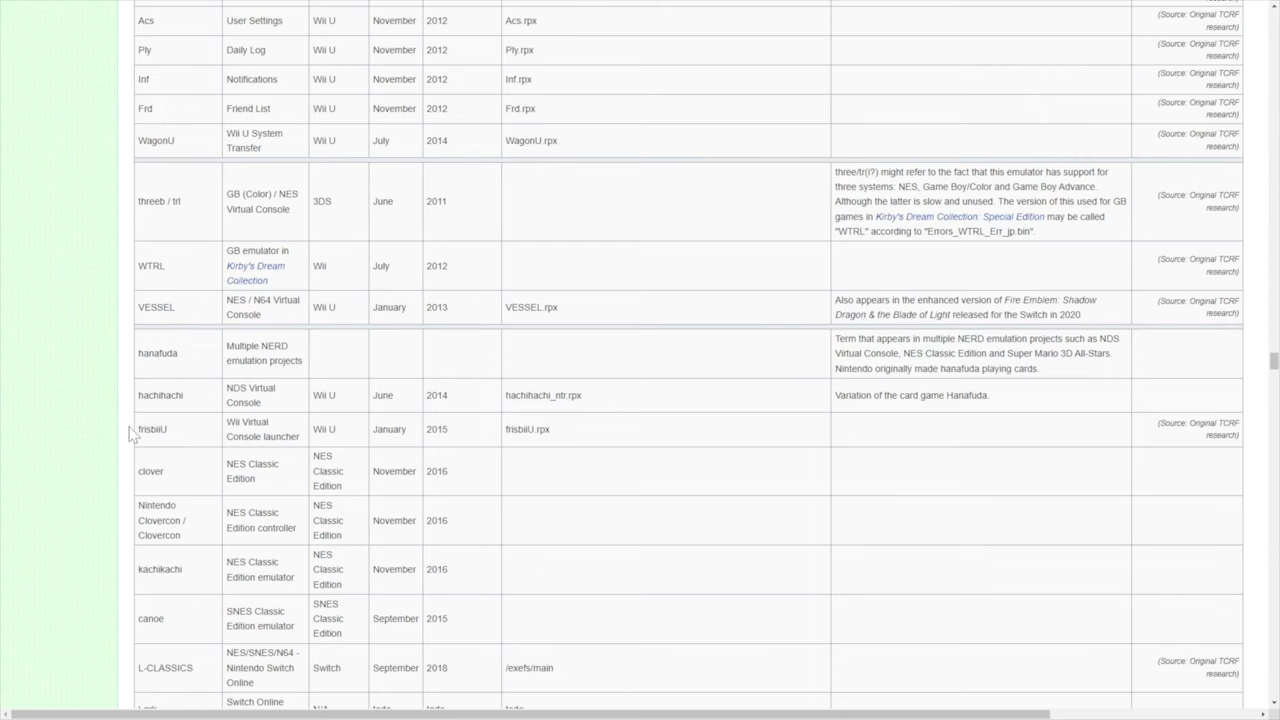 research)
Acs User Settings Wii U November 2012 Acs.rpx (Source: Original TCRF
research)
Ply Daily Log Wii U November 2012 Ply.rpx (Source: Original TCRF
research)
Inf Notifications Wii U November 2012 Inf.rpx (Source: Original TCRF
research)
Frd Friend List Wii U November 2012 Frd.rpx (Source: Original TCRF
research)
WagonU Wii U System Wii U July 2014 WagonU.rpx (Source: Original TCRF
Transfer research)
three/tr(i?) might refer to the fact that this emulator has support for
threeb / trl GB (Color) / NES 3DS June 2011 three systems: NES, Game Boy/Color and Game Boy Advance. (Source: Original TCRF
Virtual Console Although the latter is slow and unused. The version of this used for GB research)
games in Kirby's Dream Collection: Special Edition may be called
"WTRL" according to "Errors_WTRL_Err_jp.bin".
GB emulator in
WTRL Kirby's Dream Wii July 2012 (Source: Original TCRF
Collection research)
VESSEL NES / N64 Virtual Wii U January 2013 VESSEL.rpx Also appears in the enhanced version of Fire Emblem: Shadow (Source: Original TCRF
Console Dragon & the Blade of Light released for the Switch in 2020 research)
hanafuda Multiple NERD Term that appears in multiple NERD emulation projects such as NDS
emulation projects Virtual Console, NES Classic Edition and Super Mario 3D All-Stars.
Nintendo originally made hanafuda playing cards.
hachihachi NDS Virtual Wii U June 2014 hachihachi_ntr.rpx Variation of the card game Hanafuda.
Console
frisbiiU Wii Virtual Wii U January 2015 frisbiiU.rpx (Source: Original TCRF
Console launcher research)
clover NES Classic NES November 2016
Edition Classic
Edition
Nintendo NES Classic NES November 2016
Clovercon / Edition controller Classic
Clovercon Edition
kachikachi NES Classic NES November 2016
Edition emulator Classic
Edition
canoe SNES Classic SNES September 2015
Edition emulator Classic
Edition
NES/SNES/N64 -
L-CLASSICS Nintendo Switch Switch September 2018 /exefs/main (Source: Original TCRF
Online research)
Switch Online